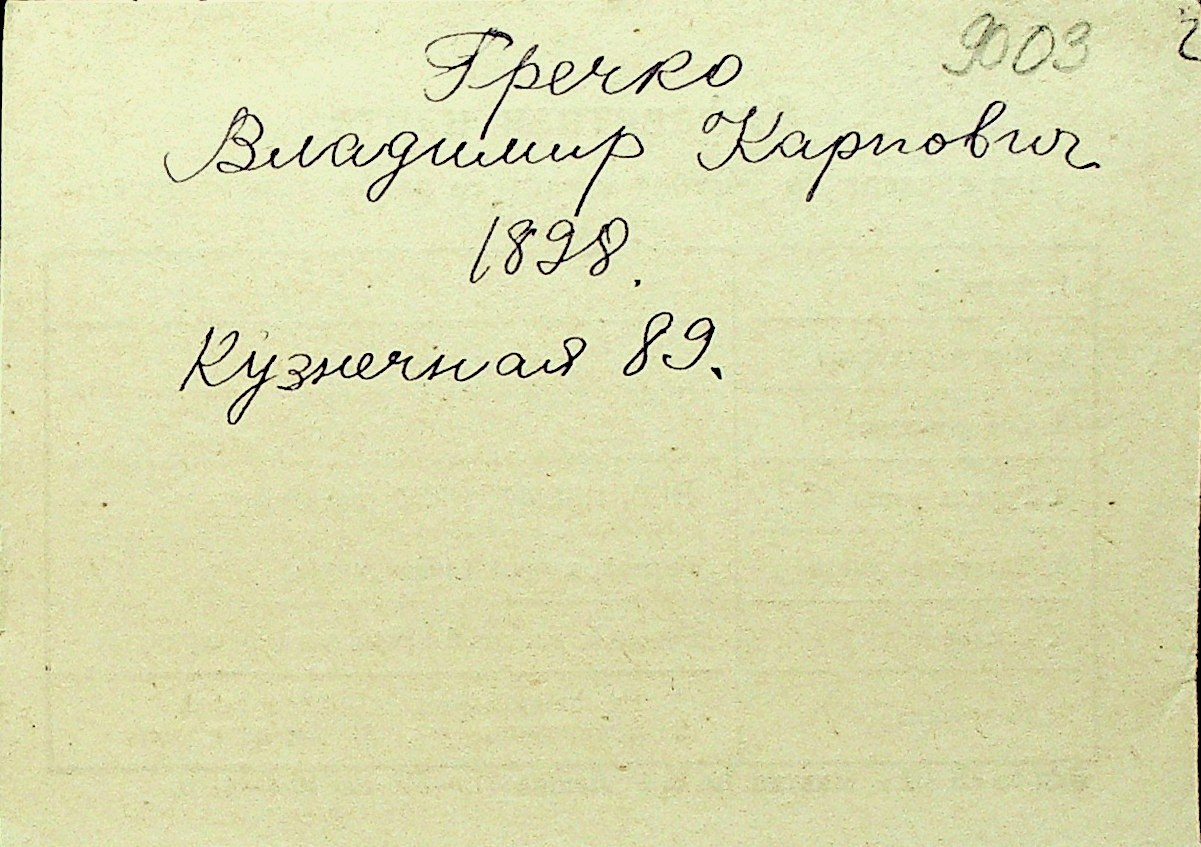 9003
Гречко
Владимир Карпович
1898.
Кузнечная 89.